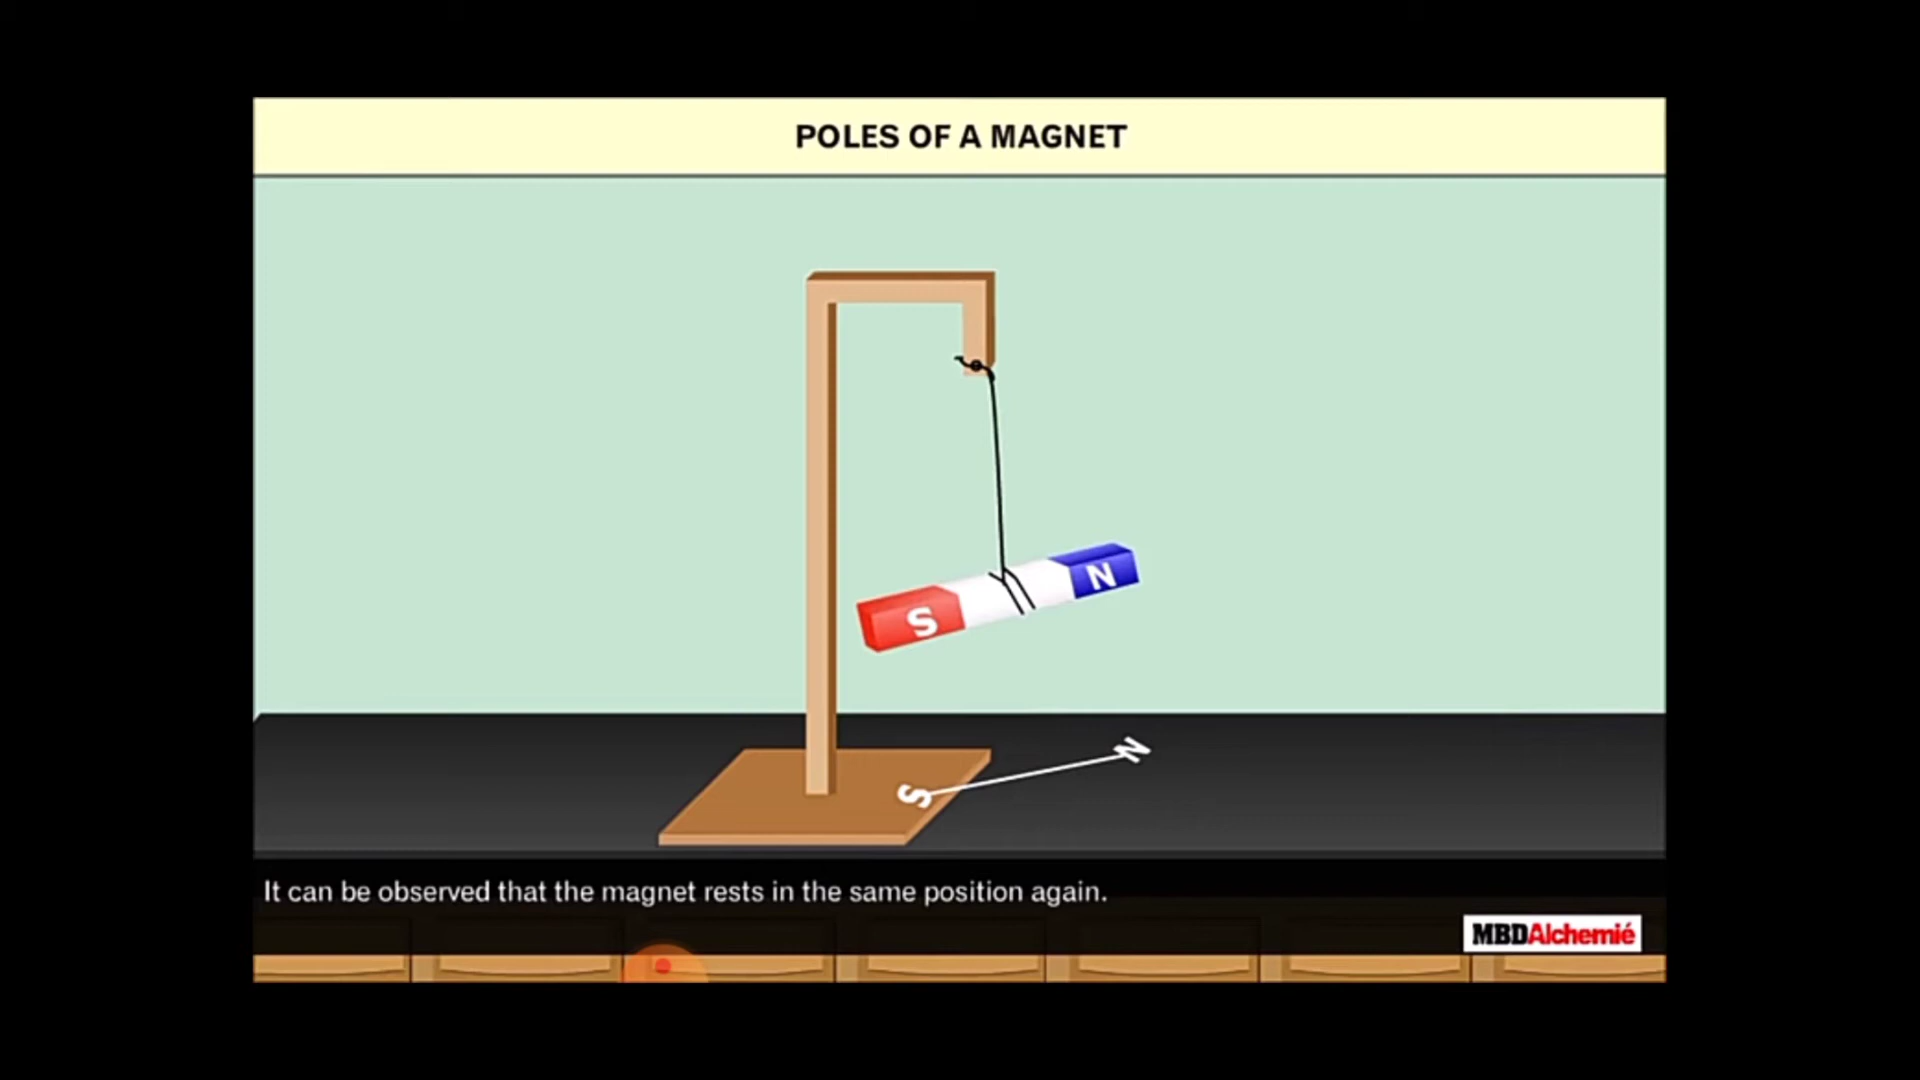 POLES OF A MAGNET
S
N
S
N
It can be observed that the magnet rests in the same position again.
MBDAlchemié